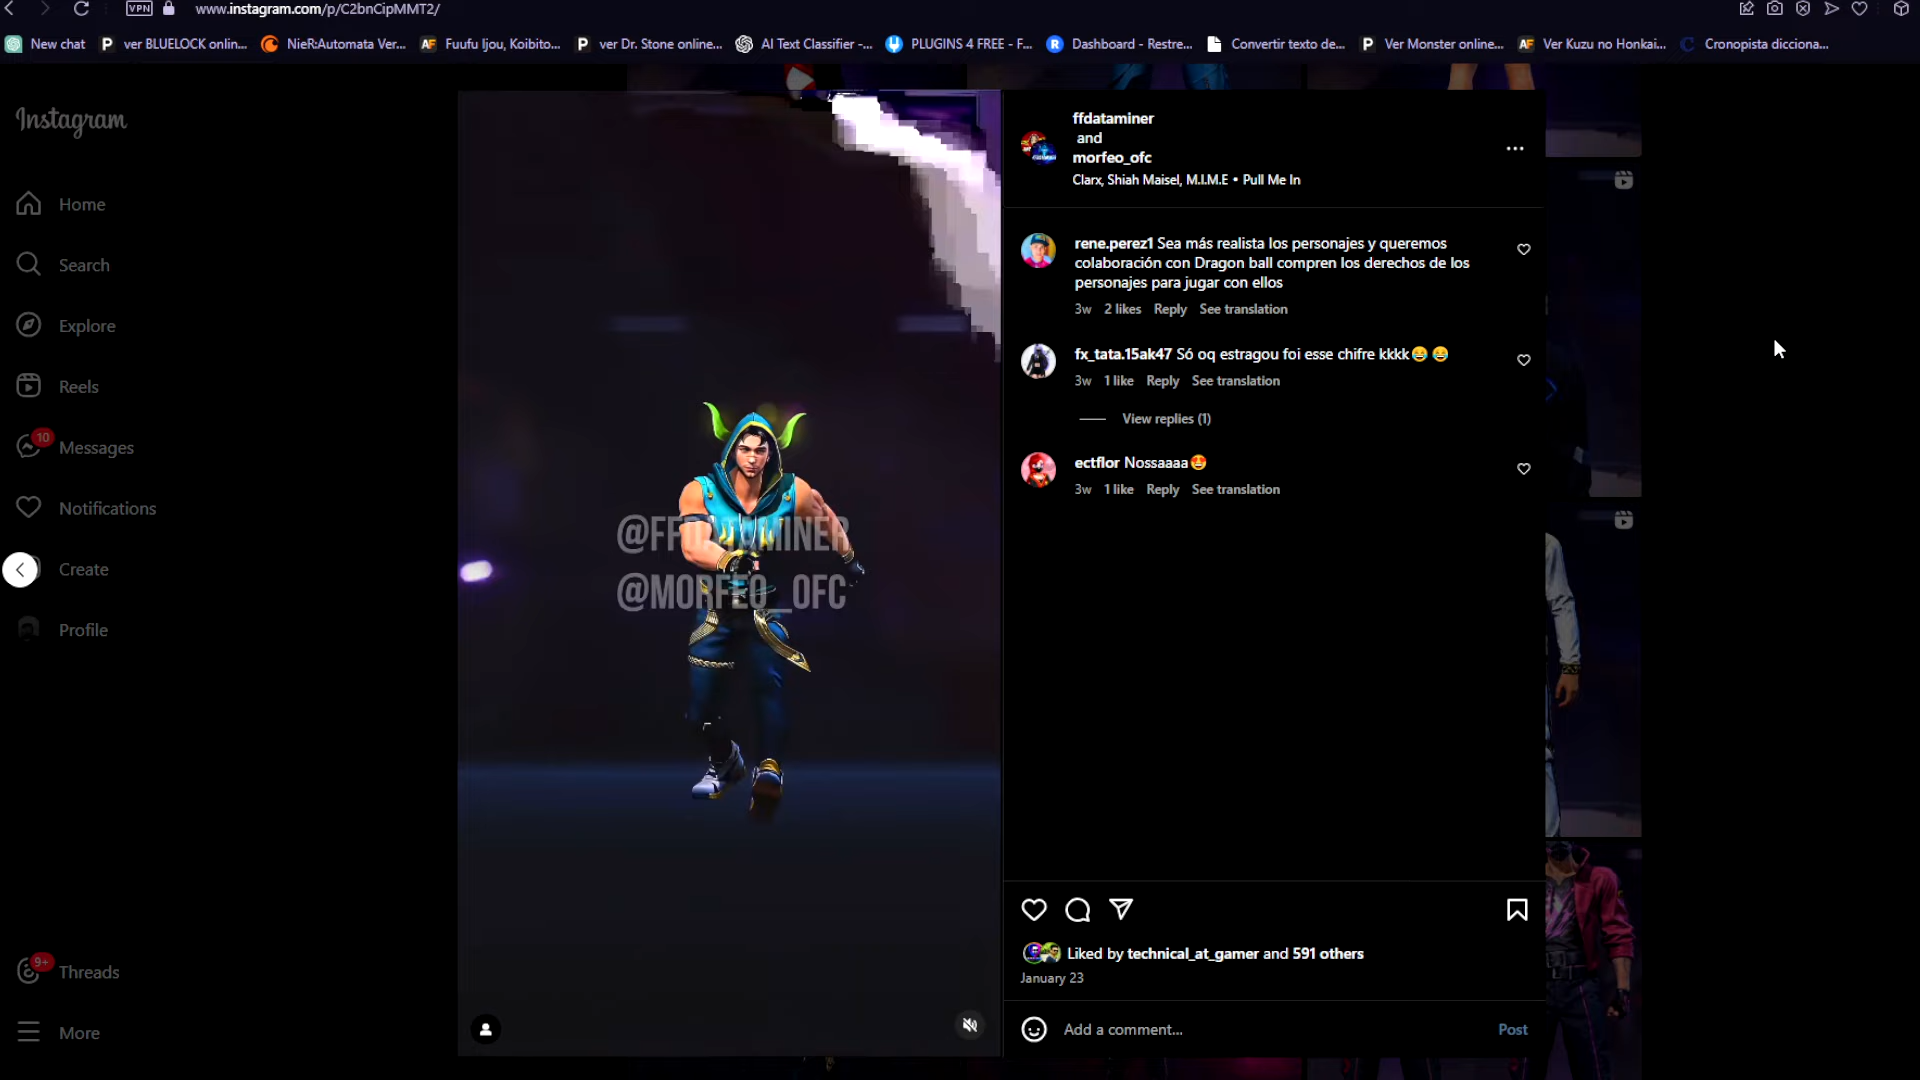 www.instagram.com/p/C2bnCipMMT2/
VPN
New chat
ver BLUELOCK onlin...
NieR:Automata Ver...
Fuufu Ijou, Koibito...
ver Dr. Stone online...
AI Text Classifier -...
PLUGINS 4 FREE - F...
Dashboard - Restre...
Convertir texto de...
Ver Monster online...
Ver Kuzu no Honkai...
Cronopista dicciona...
Instagram
Home
Search
Explore
Reels
10
Messages
Notifications
Create
Profile
9+
Threads
More
@FFDATAMINER
@MORFEO_OFC
ffdataminer
and
morfeo_ofc
Clarx, Shiah Maisel, M.I.M.E • Pull Me In
rene.perez1 Sea más realista los personajes y queremos
colaboración con Dragon ball compren los derechos de los
personajes para jugar con ellos
3w 2 likes Reply See translation
fx_tata.15ak47 Só oq estragou foi esse chifre kkkk😂😂
3w 1 like Reply See translation
View replies (1)
ectflor Nossaaaa😍
3w 1 like Reply See translation
Liked by technical_at_gamer and 591 others
January 23
Add a comment...
Post